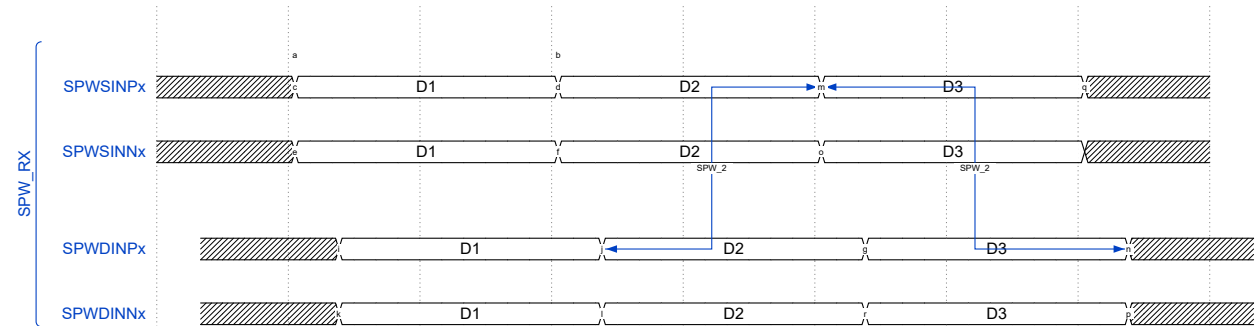 a b
SPWSINPx c D1 d D2 m D3 q
SPWSINNx e D1 f D2 o D3
SPW_2 SPW_2
SPW_RX
SPWDINPx i D1 j D2 g D3 n
SPWDINNx k D1 l D2 r D3 p